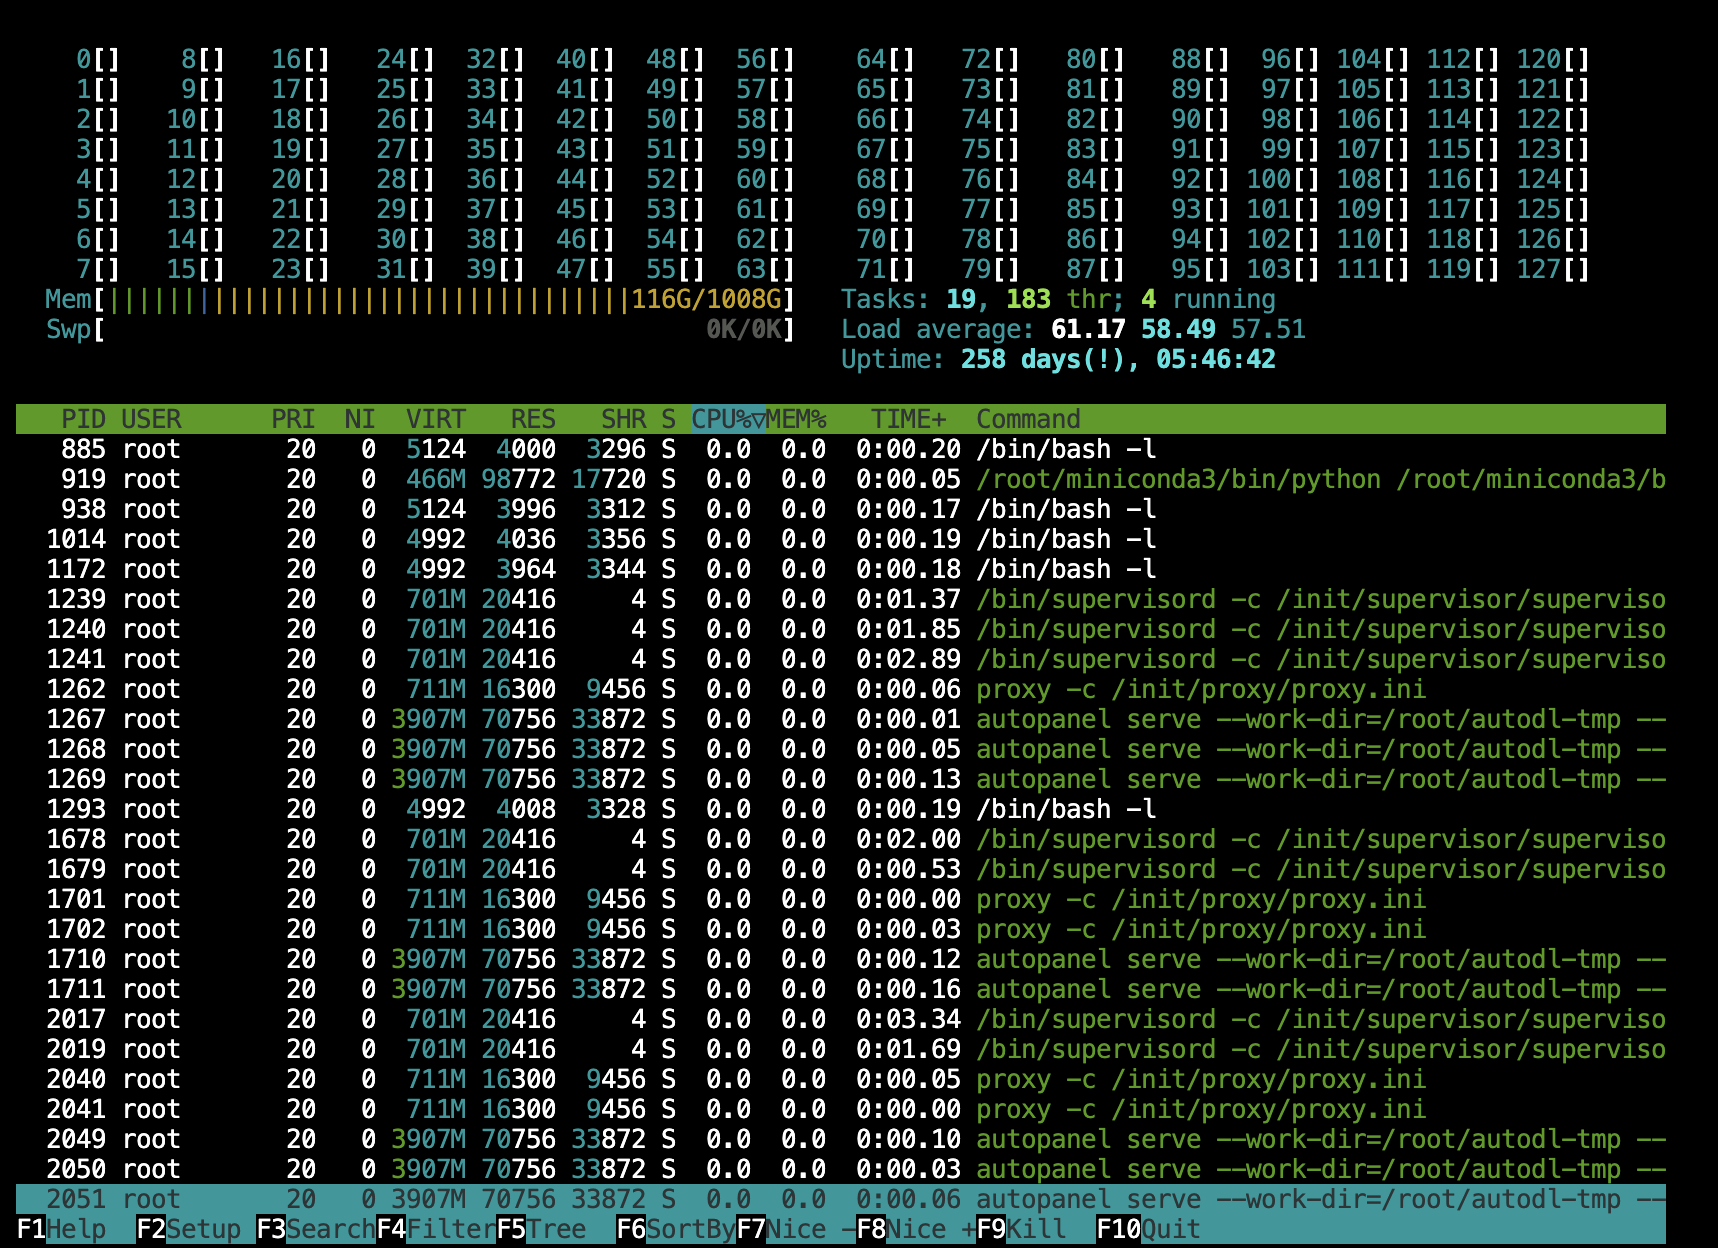 0[] 8[] 16[] 24[] 32[] 40[] 48[] 56[] 64[] 72[] 80[] 88[] 96[] 104[] 112[] 120[]
1[] 9[] 17[] 25[] 33[] 41[] 49[] 57[] 65[] 73[] 81[] 89[] 97[] 105[] 113[] 121[]
2[] 10[] 18[] 26[] 34[] 42[] 50[] 58[] 66[] 74[] 82[] 90[] 98[] 106[] 114[] 122[]
3[] 11[] 19[] 27[] 35[] 43[] 51[] 59[] 67[] 75[] 83[] 91[] 99[] 107[] 115[] 123[]
4[] 12[] 20[] 28[] 36[] 44[] 52[] 60[] 68[] 76[] 84[] 92[] 100[] 108[] 116[] 124[]
5[] 13[] 21[] 29[] 37[] 45[] 53[] 61[] 69[] 77[] 85[] 93[] 101[] 109[] 117[] 125[]
6[] 14[] 22[] 30[] 38[] 46[] 54[] 62[] 70[] 78[] 86[] 94[] 102[] 110[] 118[] 126[]
7[] 15[] 23[] 31[] 39[] 47[] 55[] 63[] 71[] 79[] 87[] 95[] 103[] 111[] 119[] 127[]
Mem[|||||||||||||||||||||||||||||||||||116G/1008G] Tasks: 19, 183 thr; 4 running
Swp[ 0K/0K] Load average: 61.17 58.49 57.51
Uptime: 258 days(!), 05:46:42
PID USER PRI NI VIRT RES SHR S CPU%▽MEM% TIME+ Command
885 root 20 0 5124 4000 3296 S 0.0 0.0 0:00.20 /bin/bash -l
919 root 20 0 466M 98772 17720 S 0.0 0.0 0:00.05 /root/miniconda3/bin/python /root/miniconda3/b
938 root 20 0 5124 3996 3312 S 0.0 0.0 0:00.17 /bin/bash -l
1014 root 20 0 4992 4036 3356 S 0.0 0.0 0:00.19 /bin/bash -l
1172 root 20 0 4992 3964 3344 S 0.0 0.0 0:00.18 /bin/bash -l
1239 root 20 0 701M 20416 4 S 0.0 0.0 0:01.37 /bin/supervisord -c /init/supervisor/superviso
1240 root 20 0 701M 20416 4 S 0.0 0.0 0:01.85 /bin/supervisord -c /init/supervisor/superviso
1241 root 20 0 701M 20416 4 S 0.0 0.0 0:02.89 /bin/supervisord -c /init/supervisor/superviso
1262 root 20 0 711M 16300 9456 S 0.0 0.0 0:00.06 proxy -c /init/proxy/proxy.ini
1267 root 20 0 3907M 70756 33872 S 0.0 0.0 0:00.01 autopanel serve --work-dir=/root/autodl-tmp --
1268 root 20 0 3907M 70756 33872 S 0.0 0.0 0:00.05 autopanel serve --work-dir=/root/autodl-tmp --
1269 root 20 0 3907M 70756 33872 S 0.0 0.0 0:00.13 autopanel serve --work-dir=/root/autodl-tmp --
1293 root 20 0 4992 4008 3328 S 0.0 0.0 0:00.19 /bin/bash -l
1678 root 20 0 701M 20416 4 S 0.0 0.0 0:02.00 /bin/supervisord -c /init/supervisor/superviso
1679 root 20 0 701M 20416 4 S 0.0 0.0 0:00.53 /bin/supervisord -c /init/supervisor/superviso
1701 root 20 0 711M 16300 9456 S 0.0 0.0 0:00.00 proxy -c /init/proxy/proxy.ini
1702 root 20 0 711M 16300 9456 S 0.0 0.0 0:00.03 proxy -c /init/proxy/proxy.ini
1710 root 20 0 3907M 70756 33872 S 0.0 0.0 0:00.12 autopanel serve --work-dir=/root/autodl-tmp --
1711 root 20 0 3907M 70756 33872 S 0.0 0.0 0:00.16 autopanel serve --work-dir=/root/autodl-tmp --
2017 root 20 0 701M 20416 4 S 0.0 0.0 0:03.34 /bin/supervisord -c /init/supervisor/superviso
2019 root 20 0 701M 20416 4 S 0.0 0.0 0:01.69 /bin/supervisord -c /init/supervisor/superviso
2040 root 20 0 711M 16300 9456 S 0.0 0.0 0:00.05 proxy -c /init/proxy/proxy.ini
2041 root 20 0 711M 16300 9456 S 0.0 0.0 0:00.00 proxy -c /init/proxy/proxy.ini
2049 root 20 0 3907M 70756 33872 S 0.0 0.0 0:00.10 autopanel serve --work-dir=/root/autodl-tmp --
2050 root 20 0 3907M 70756 33872 S 0.0 0.0 0:00.03 autopanel serve --work-dir=/root/autodl-tmp --
2051 root 20 0 3907M 70756 33872 S 0.0 0.0 0:00.06 autopanel serve --work-dir=/root/autodl-tmp --
F1Help F2Setup F3SearchF4FilterF5Tree F6SortByF7Nice -F8Nice +F9Kill F10Quit